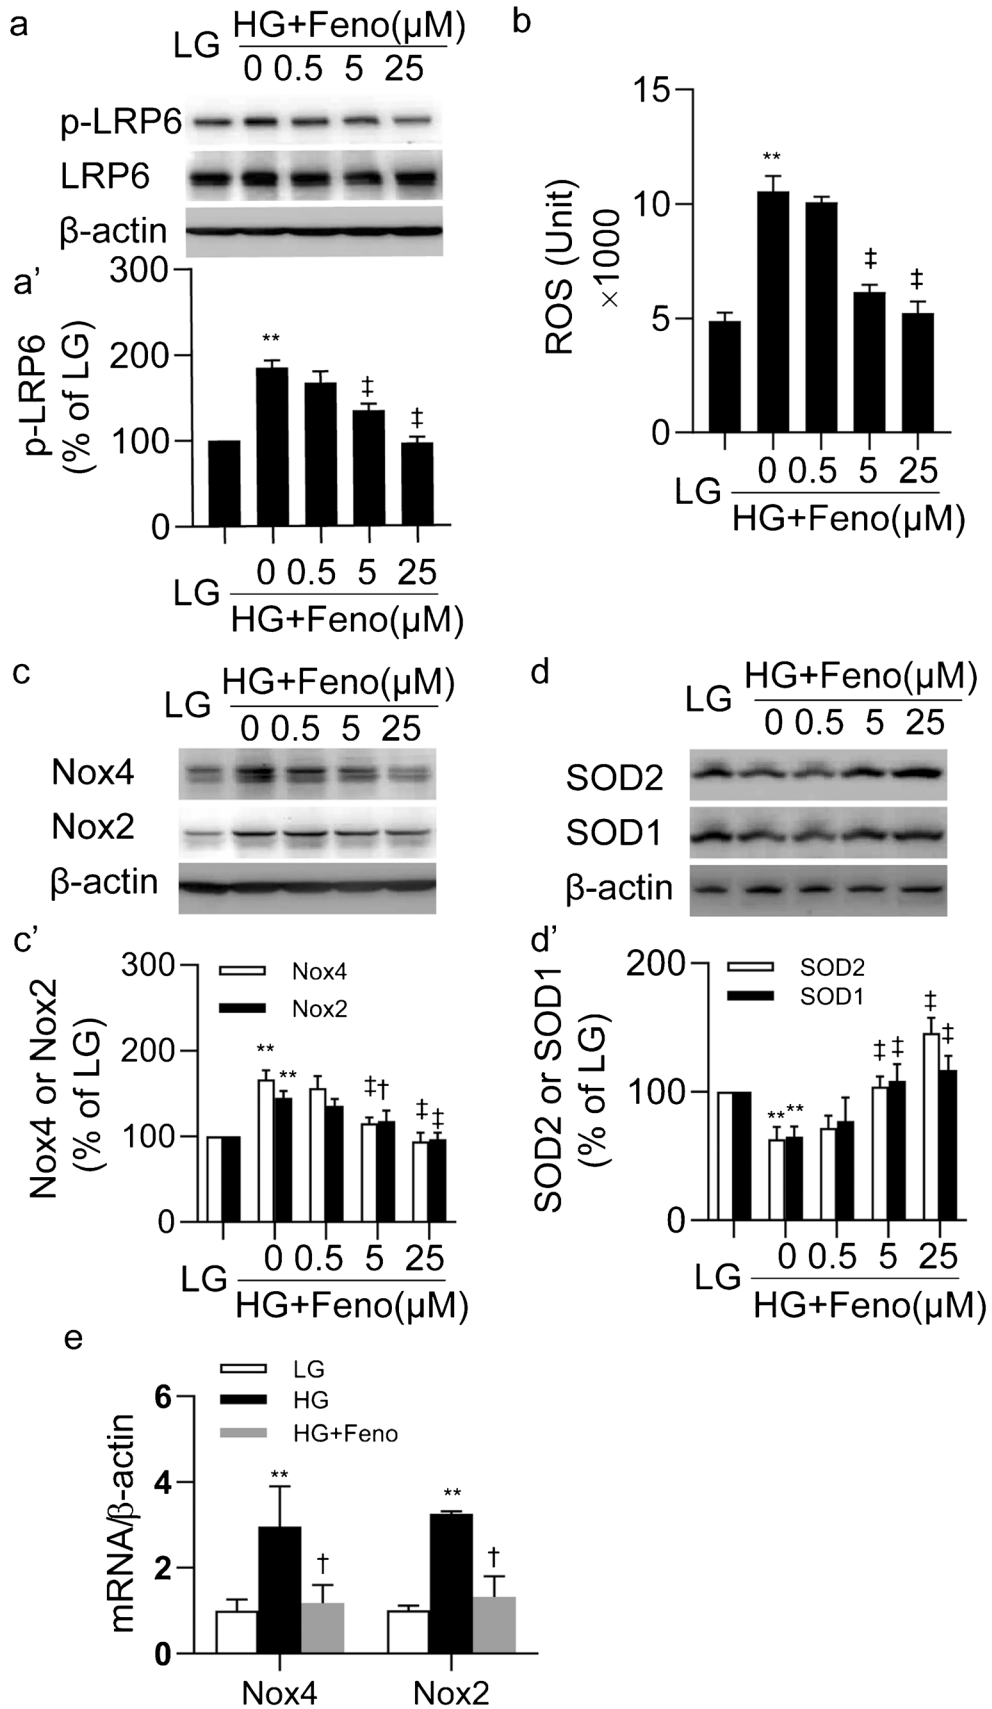 a
HG+Feno(µM)
LG
0 0.5 5 25
p-LRP6
LRP6
β-actin
a'
300
200
100
0
p-LRP6
(% of LG)
**
‡
‡
0 0.5 5 25
LG
HG+Feno(µM)
b
15
10
5
0
ROS (Unit)
×1000
**
‡
‡
0 0.5 5 25
LG
HG+Feno(µM)
c
HG+Feno(µM)
LG
0 0.5 5 25
Nox4
Nox2
β-actin
c'
300
200
100
0
Nox4 or Nox2
(% of LG)
Nox4
Nox2
**
**
‡†
‡
‡
0 0.5 5 25
LG
HG+Feno(µM)
d
HG+Feno(µM)
LG
0 0.5 5 25
SOD2
SOD1
β-actin
d'
200
100
0
SOD2 or SOD1
(% of LG)
SOD2
SOD1
** **
‡ ‡
‡
‡
0 0.5 5 25
LG
HG+Feno(µM)
e
LG
HG
HG+Feno
6
4
2
0
mRNA/β-actin
**
†
**
†
Nox4 Nox2